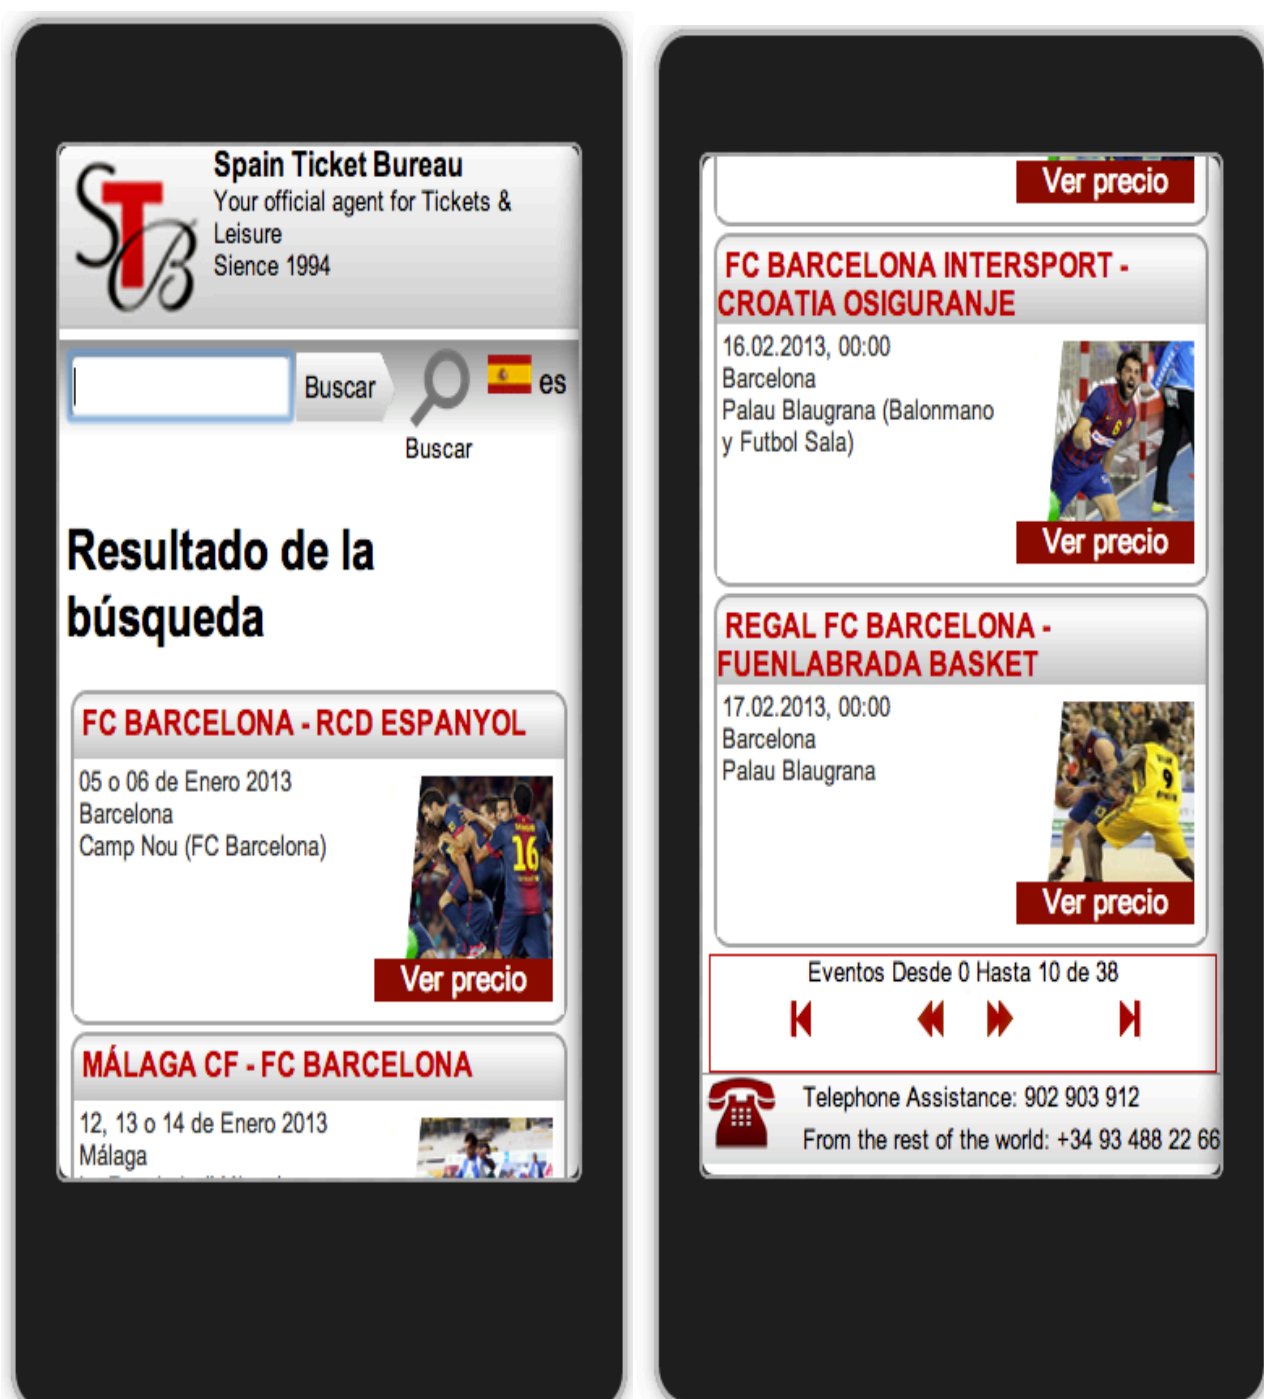 STB
Spain Ticket Bureau
Your official agent for Tickets &
Leisure
Sience 1994
Buscar
es
Buscar
Resultado de la
búsqueda
FC BARCELONA - RCD ESPANYOL
05 o 06 de Enero 2013
Barcelona
Camp Nou (FC Barcelona)
16
Ver precio
MÁLAGA CF - FC BARCELONA
12, 13 o 14 de Enero 2013
Málaga
Ver precio
FC BARCELONA INTERSPORT -
CROATIA OSIGURANJE
16.02.2013, 00:00
Barcelona
Palau Blaugrana (Balonmano
y Futbol Sala)
6
Ver precio
REGAL FC BARCELONA -
FUENLABRADA BASKET
17.02.2013, 00:00
Barcelona
Palau Blaugrana
9
Ver precio
Eventos Desde 0 Hasta 10 de 38
Telephone Assistance: 902 903 912
From the rest of the world: +34 93 488 22 66